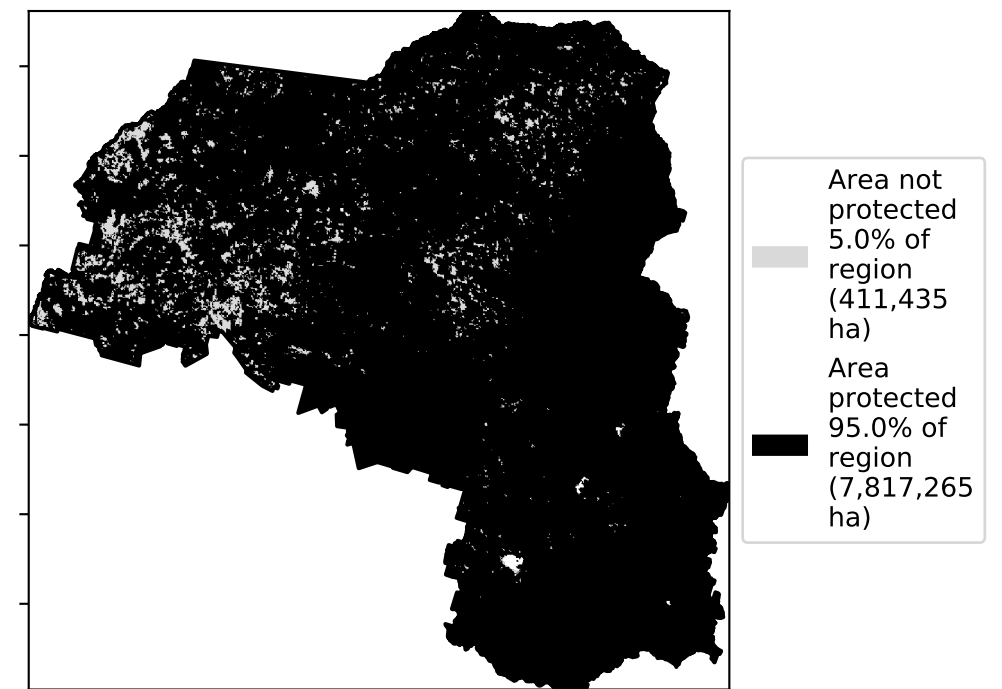 Area not
protected
5.0% of
region
(411,435
ha)
Area
protected
95.0% of
region
(7,817,265
ha)